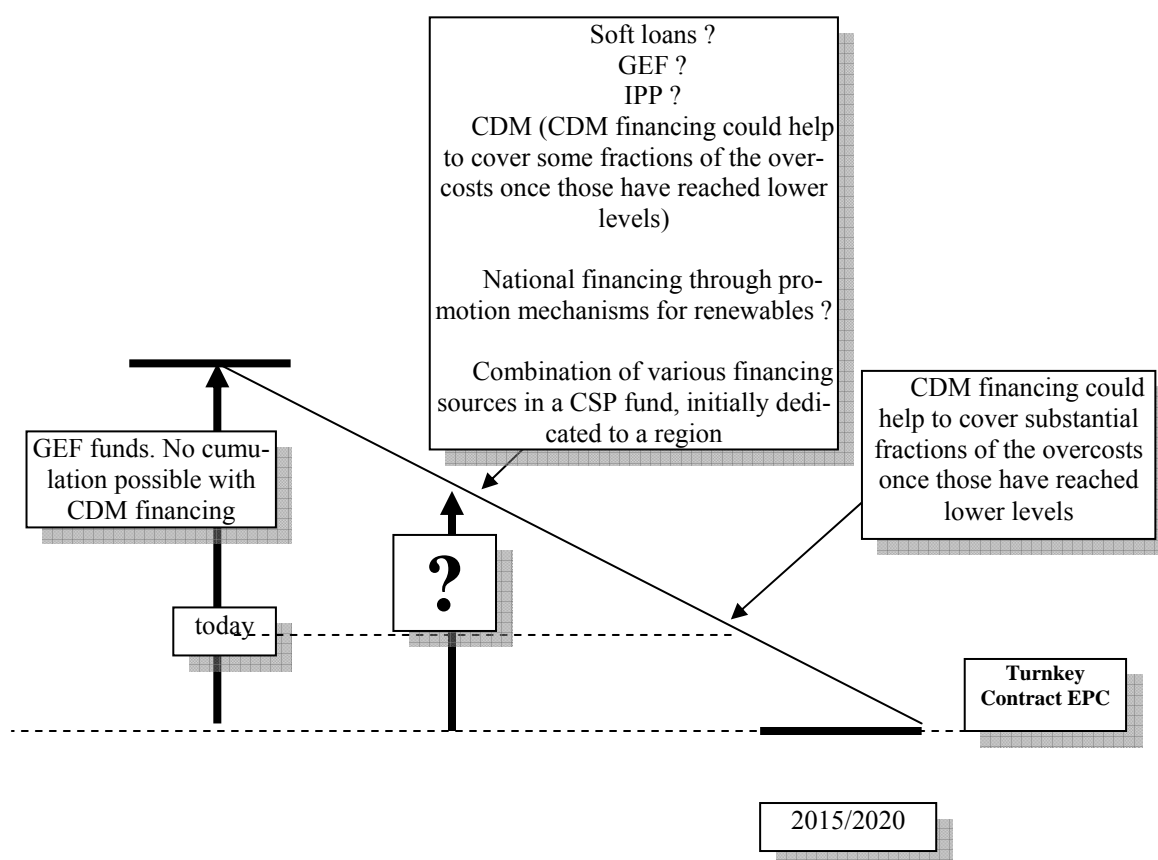 Soft loans ?
GEF ?
IPP ?
CDM (CDM financing could help
to cover some fractions of the over-
costs once those have reached lower
levels)
National financing through pro-
motion mechanisms for renewables ?
Combination of various financing
sources in a CSP fund, initially dedi-
cated to a region
CDM financing could
help to cover substantial
fractions of the overcosts
once those have reached
lower levels
GEF funds. No cumu-
lation possible with
CDM financing
?
today
Turnkey
Contract EPC
2015/2020